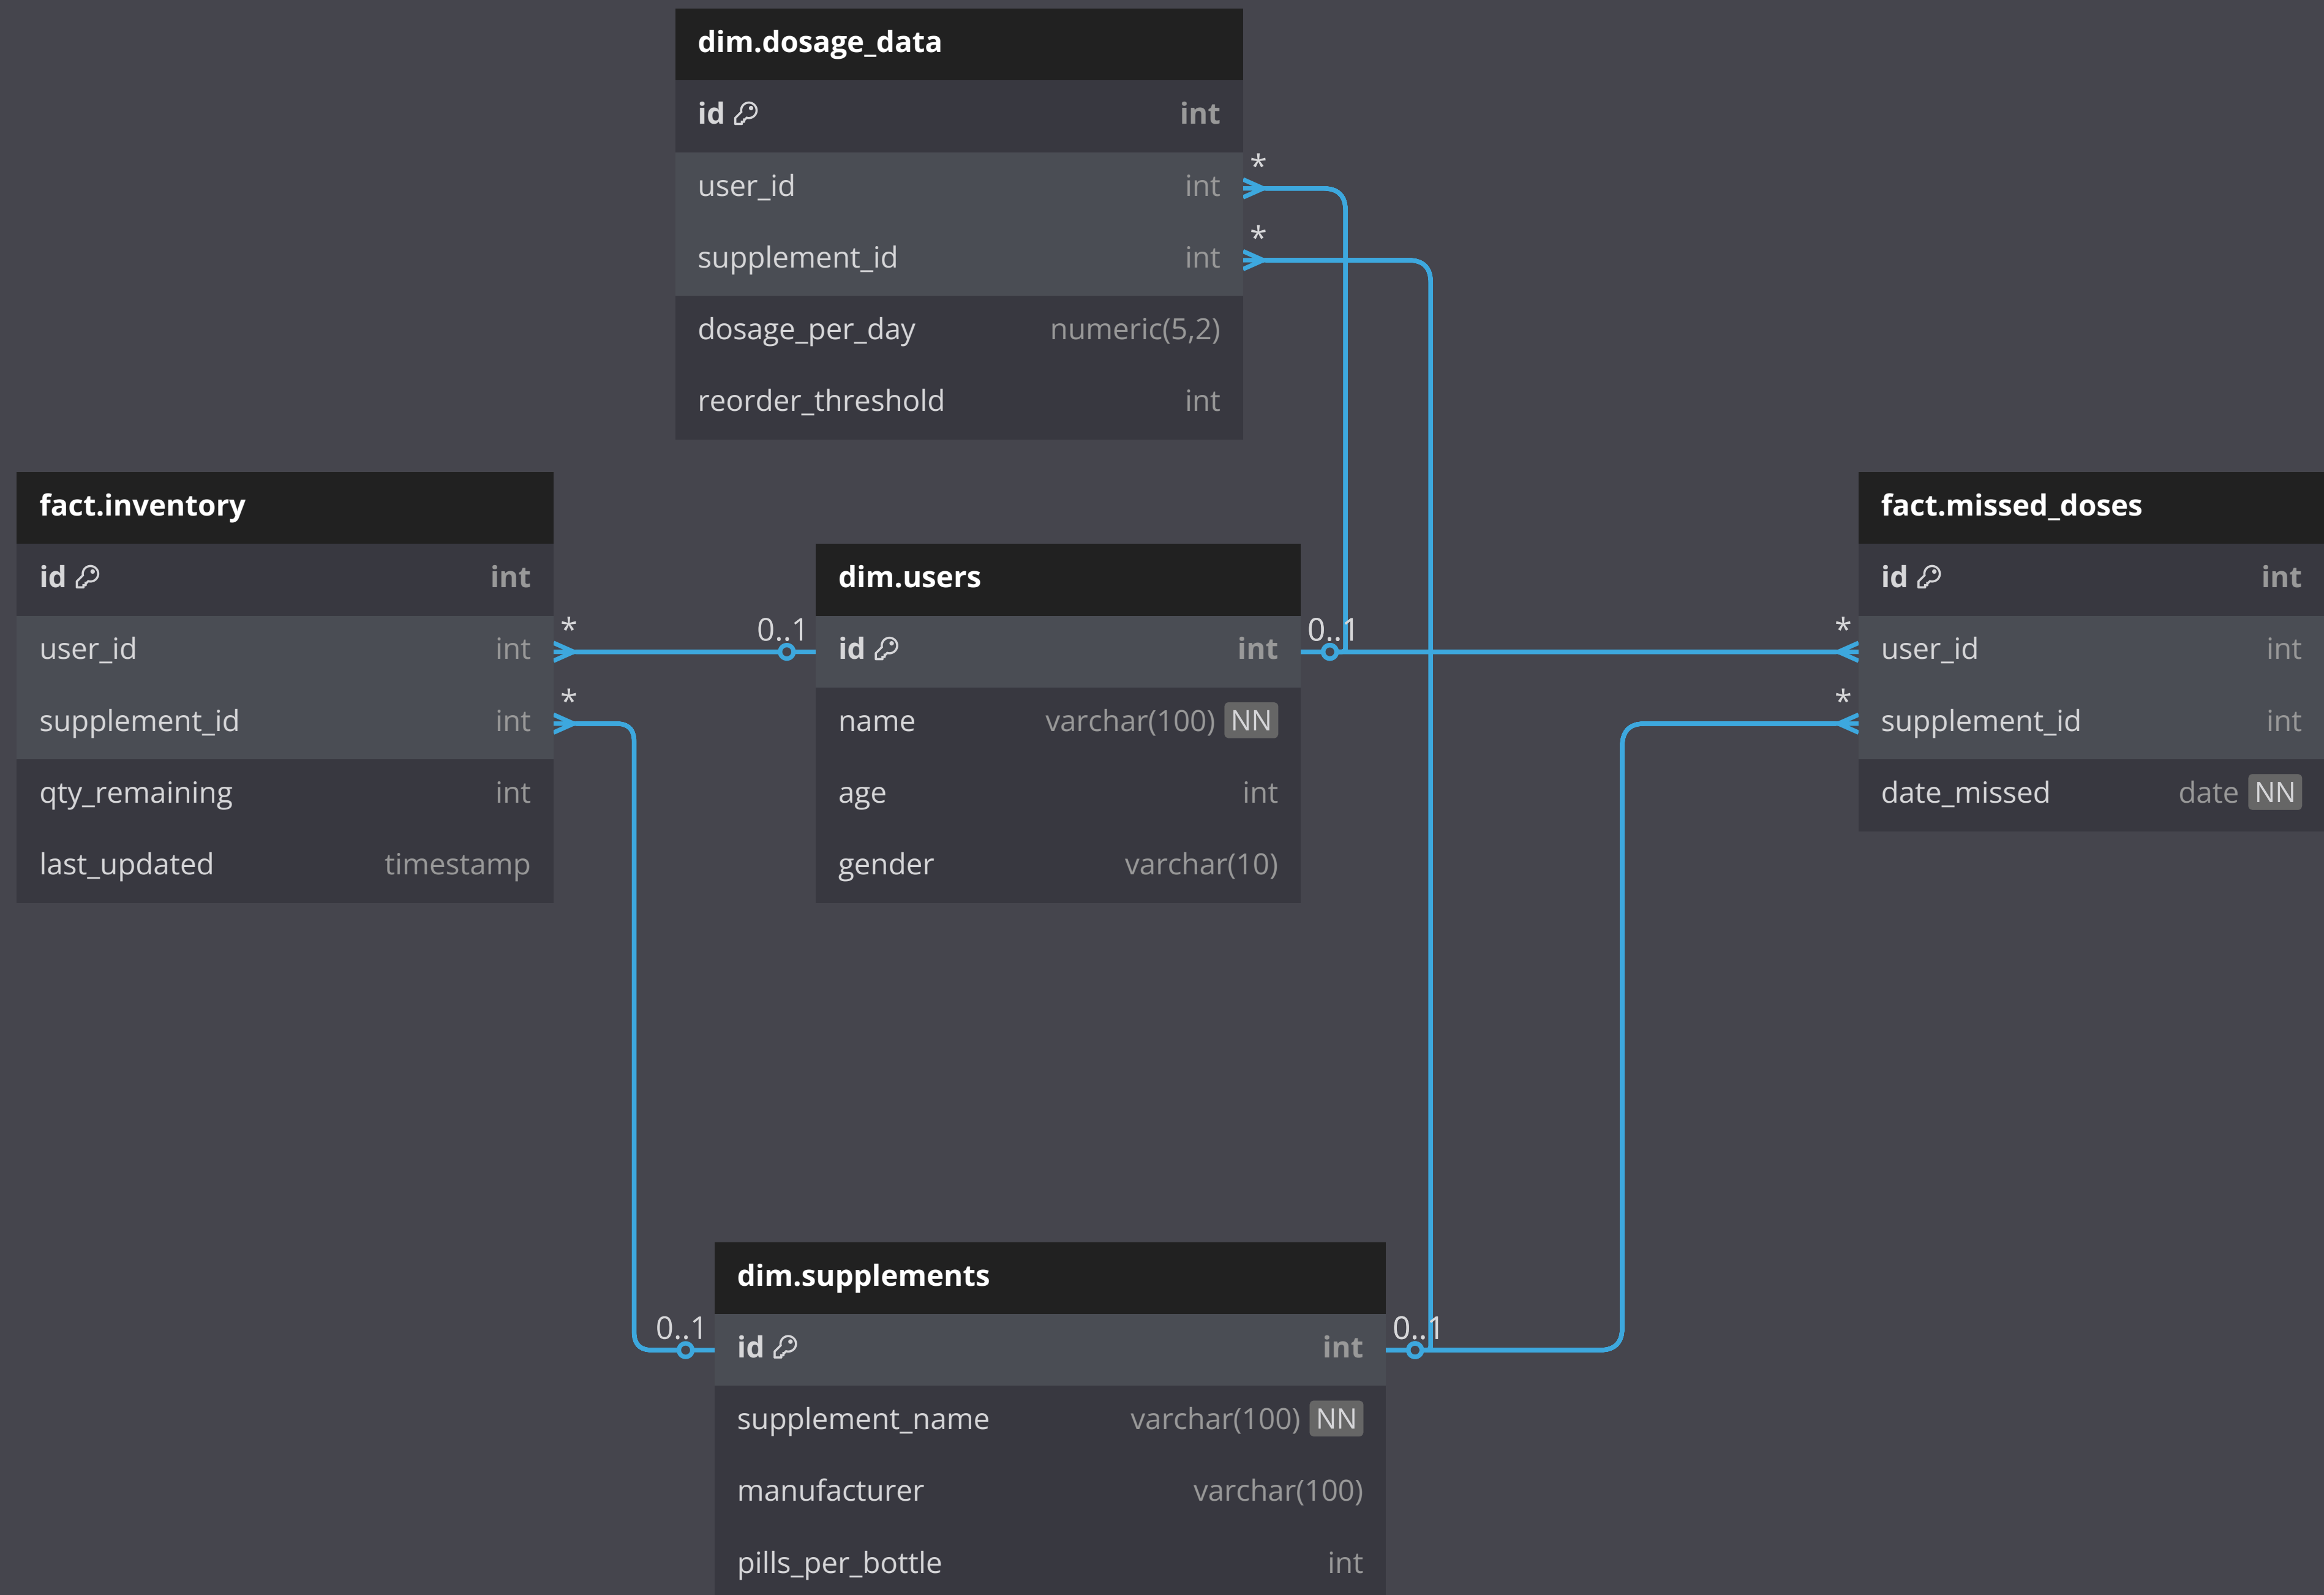 dim.dosage_data
id int
user_id int
supplement_id int
dosage_per_day numeric(5,2)
reorder_threshold int
*
*
fact.inventory
id int
user_id int
supplement_id int
qty_remaining int
last_updated timestamp
*
*
0..1
dim.users
id int
name varchar(100) NN
age int
gender varchar(10)
0..1
fact.missed_doses
id int
user_id int
supplement_id int
date_missed date NN
*
*
0..1
dim.supplements
id int
supplement_name varchar(100) NN
manufacturer varchar(100)
pills_per_bottle int
0..1